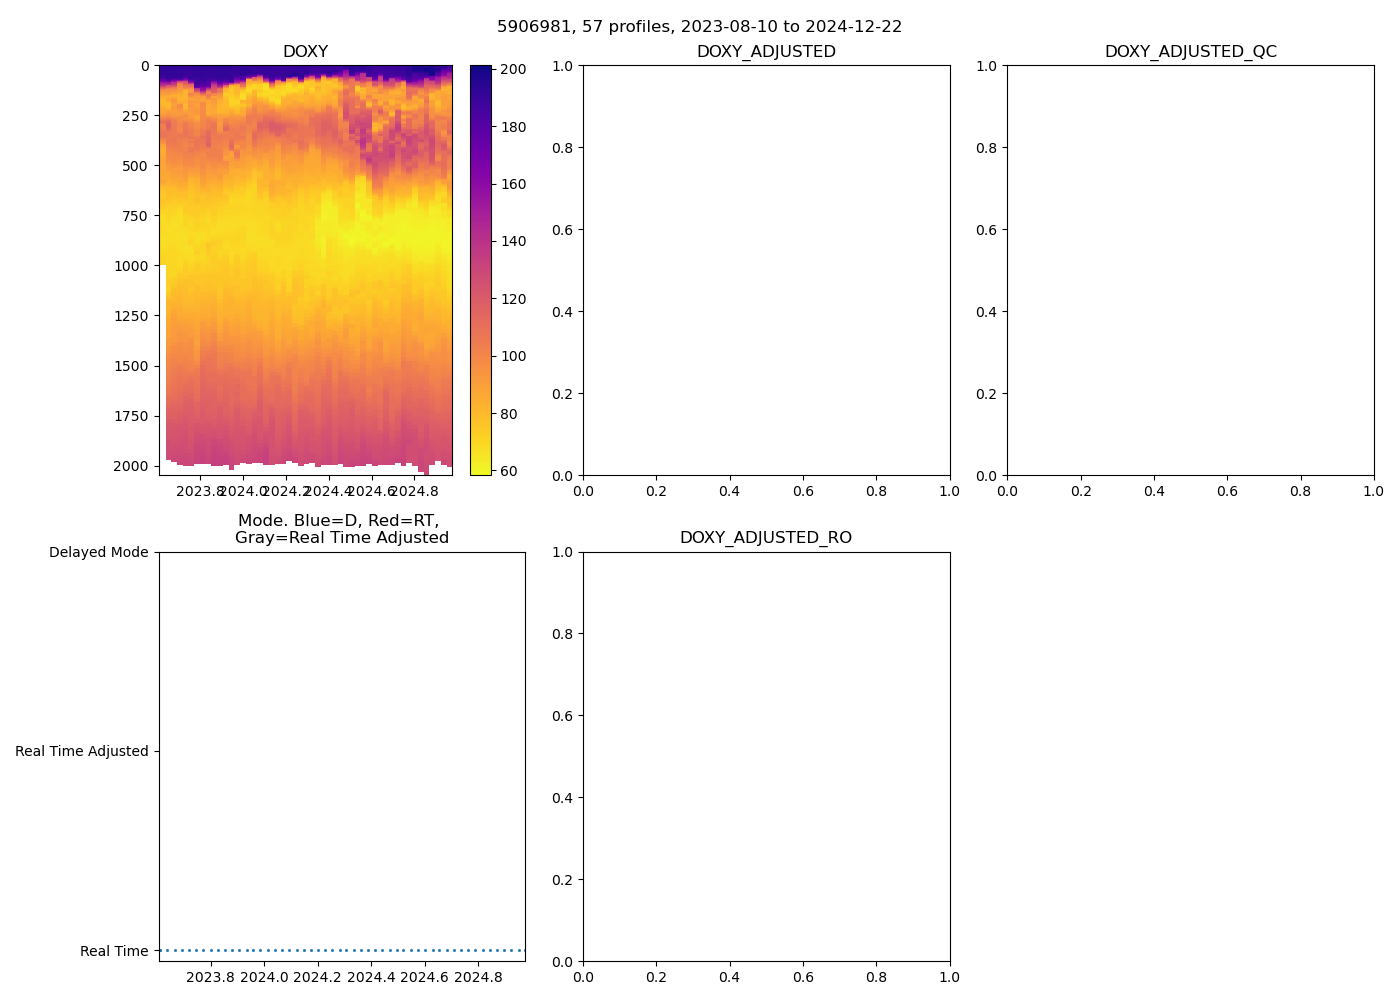 5906981, 57 profiles, 2023-08-10 to 2024-12-22
DOXY
0
250
500
750
1000
1250
1500
1750
2000
2023.8 2024.0 2024.2 2024.4 2024.6 2024.8
200
180
160
140
120
100
80
60
DOXY_ADJUSTED
1.0
0.8
0.6
0.4
0.2
0.0
0.0 0.2 0.4 0.6 0.8 1.0
DOXY_ADJUSTED_QC
1.0
0.8
0.6
0.4
0.2
0.0
0.0 0.2 0.4 0.6 0.8 1.0
Mode. Blue=D, Red=RT,
Gray=Real Time Adjusted
Delayed Mode
Real Time Adjusted
Real Time
2023.8 2024.0 2024.2 2024.4 2024.6 2024.8
DOXY_ADJUSTED_RO
1.0
0.8
0.6
0.4
0.2
0.0
0.0 0.2 0.4 0.6 0.8 1.0